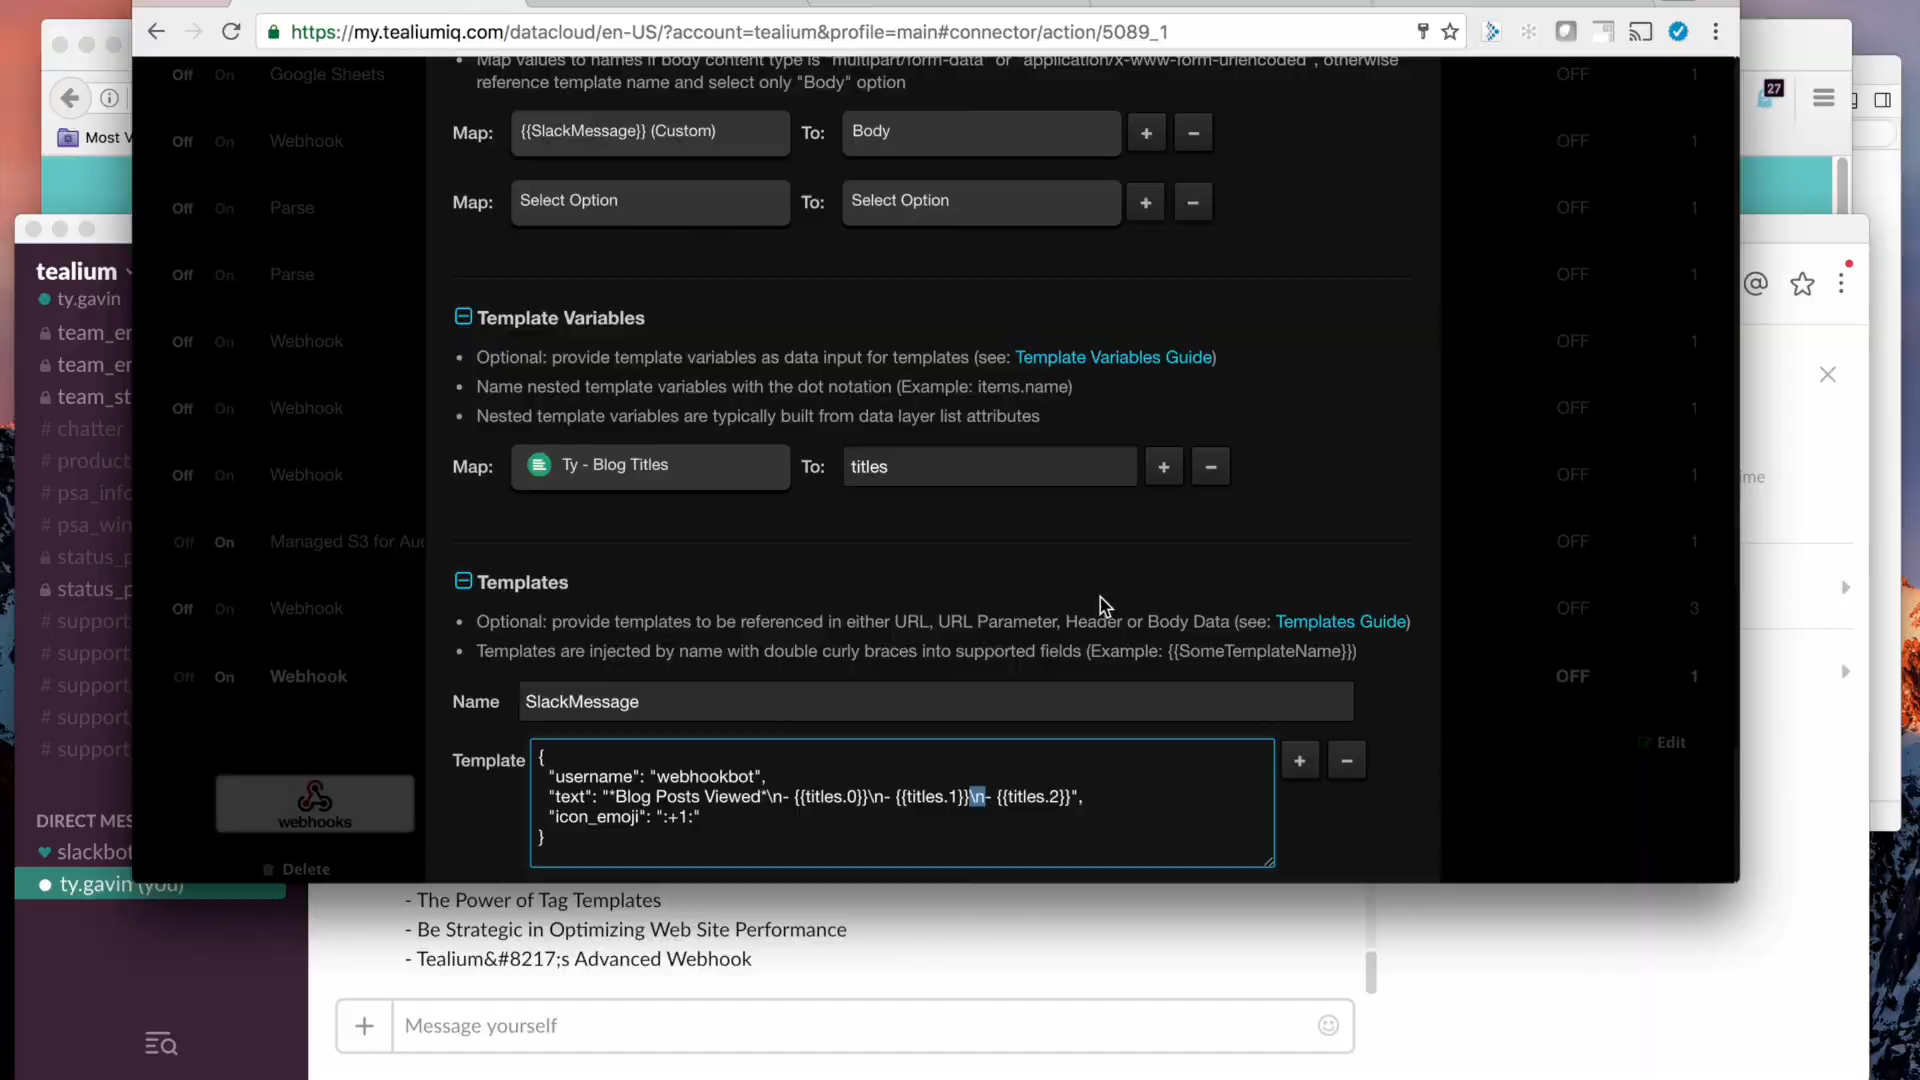 https://my.tealiumiq.com/datacloud/en-US/?account=tealium&profile=main#connector/action/5089_1
Map values to names if body content type is "multipart/form-data" or "application/x-www-form-urlencoded", otherwise
reference template name and select only "Body" option
Map: {{SlackMessage}} (Custom) To: Body + −
Map: Select Option To: Select Option + −
Template Variables
• Optional: provide template variables as data input for templates (see: Template Variables Guide)
• Name nested template variables with the dot notation (Example: items.name)
• Nested template variables are typically built from data layer list attributes
Map: Ty - Blog Titles To: titles + −
Templates
• Optional: provide templates to be referenced in either URL, URL Parameter, Header or Body Data (see: Templates Guide)
• Templates are injected by name with double curly braces into supported fields (Example: {{SomeTemplateName}})
Name SlackMessage
Template {
"username": "webhookbot",
"text": "*Blog Posts Viewed*\n- {{titles.0}}\n- {{titles.1}}\n- {{titles.2}}",
"icon_emoji": ":+1:"
}
+ −
Off On Google Sheets OFF 1
Off On Webhook OFF 1
Off On Parse OFF 1
Off On Parse OFF 1
Off On Webhook OFF 1
Off On Webhook OFF 1
Off On Webhook OFF 1
Off On Managed S3 for Au OFF 1
Off On Webhook OFF 3
Off On Webhook OFF 1
Edit
webhooks
Delete
Most V
27
tealium
ty.gavin
team_er
team_er
team_st
# chatter
# product
# psa_info
# psa_win
status_p
status_p
# support
# support
# support
# support
# support
DIRECT MES
slackbot
ty.gavin (you)
@
- The Power of Tag Templates
- Be Strategic in Optimizing Web Site Performance
- Tealium&#8217;s Advanced Webhook
+ Message yourself